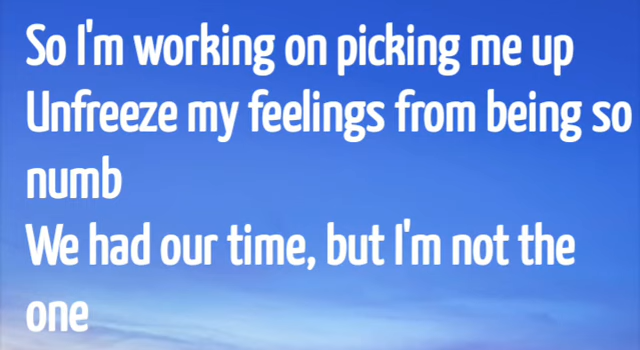 So I'm working on picking me up
Unfreeze my feelings from being so
numb
We had our time, but I'm not the
one